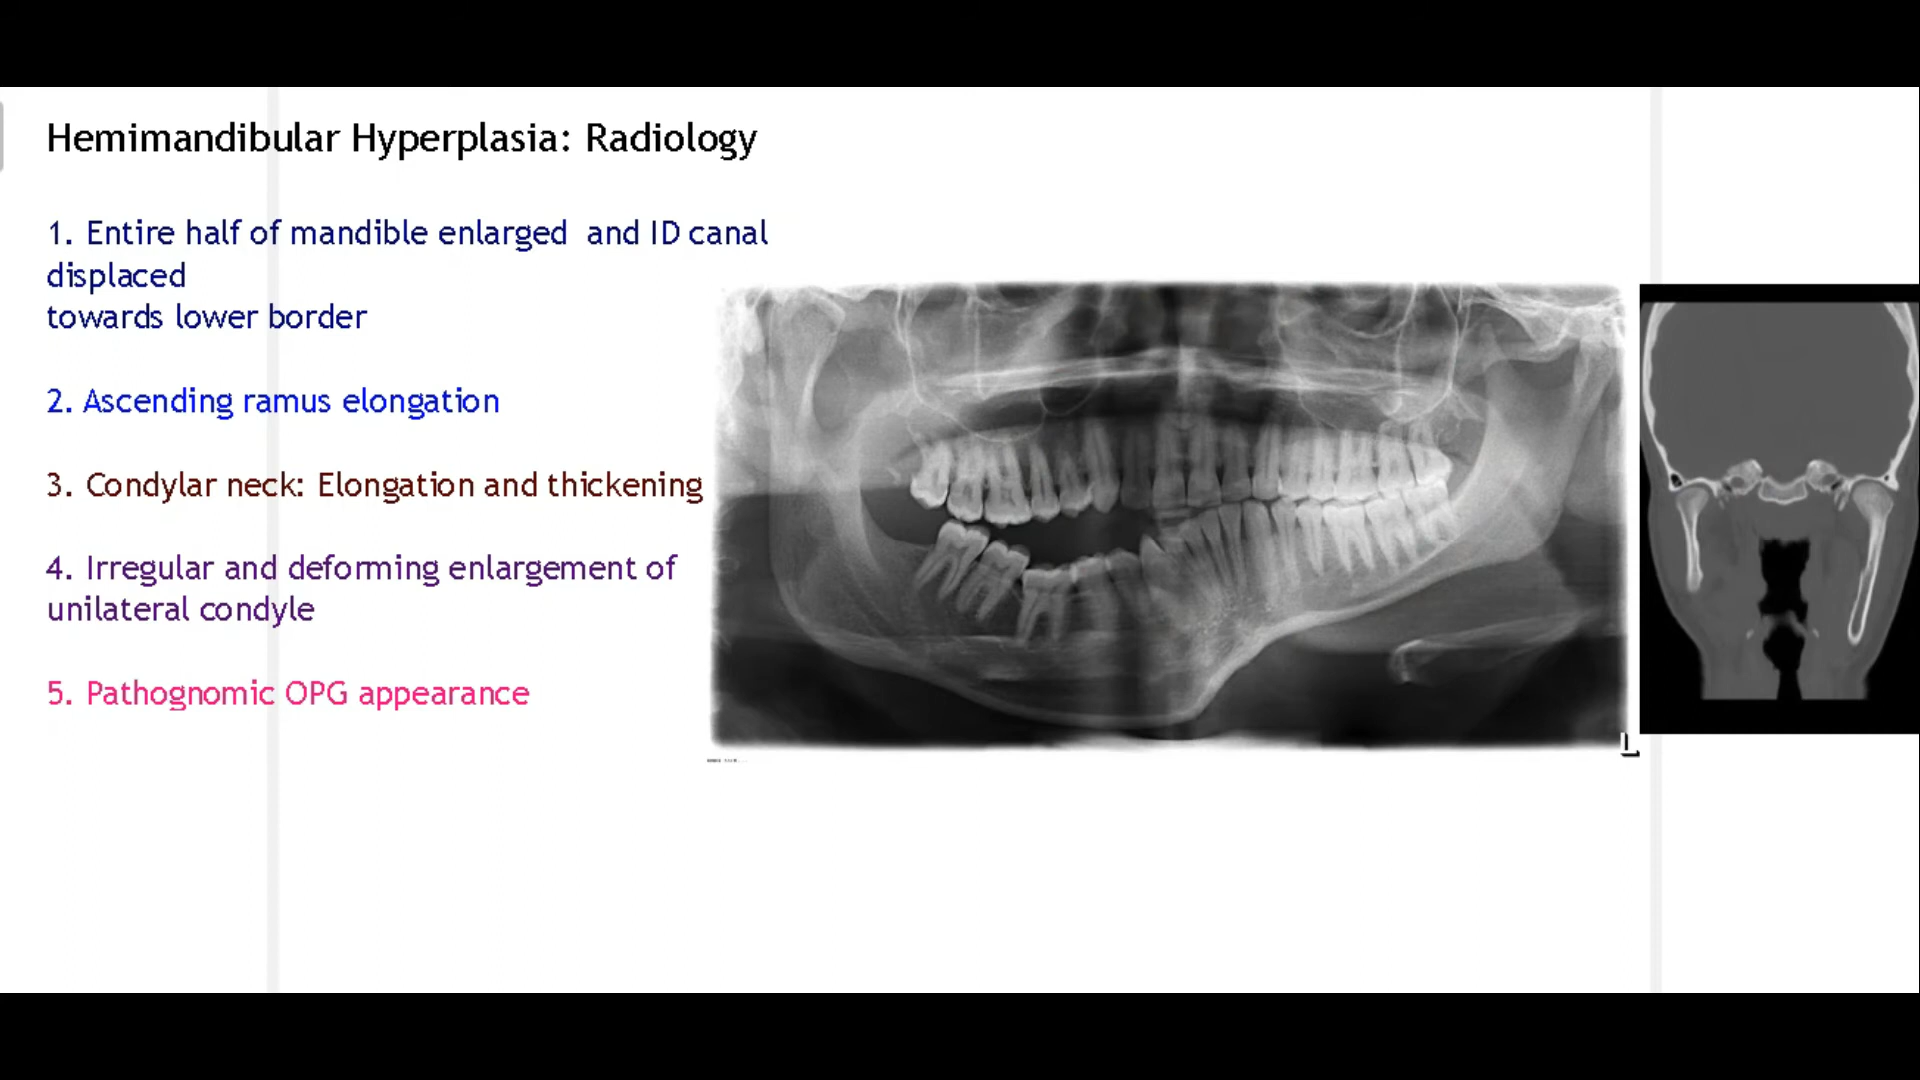 Hemimandibular Hyperplasia: Radiology
1. Entire half of mandible enlarged and ID canal
displaced
towards lower border
2. Ascending ramus elongation
3. Condylar neck: Elongation and thickening
4. Irregular and deforming enlargement of
unilateral condyle
5. Pathognomic OPG appearance
L